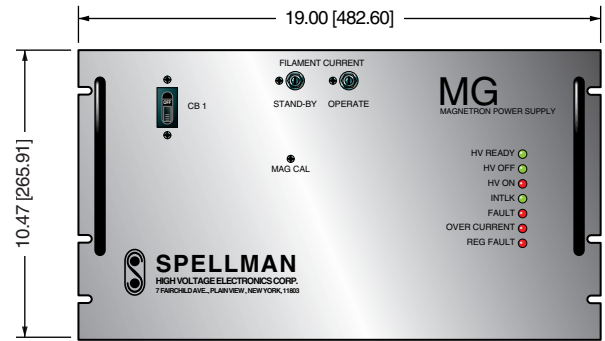 19.00 [482.60]
10.47 [265.91]
FILAMENT CURRENT
STAND-BY OPERATE
OFF
CB 1
MG
MAGNETRON POWER SUPPLY
MAG CAL
HV READY
HV OFF
HV ON
INTLK
FAULT
OVER CURRENT
REG FAULT
SPELLMAN
HIGH VOLTAGE ELECTRONICS CORP.
7 FAIRCHILD AVE., PLAINVIEW, NEW YORK, 11803